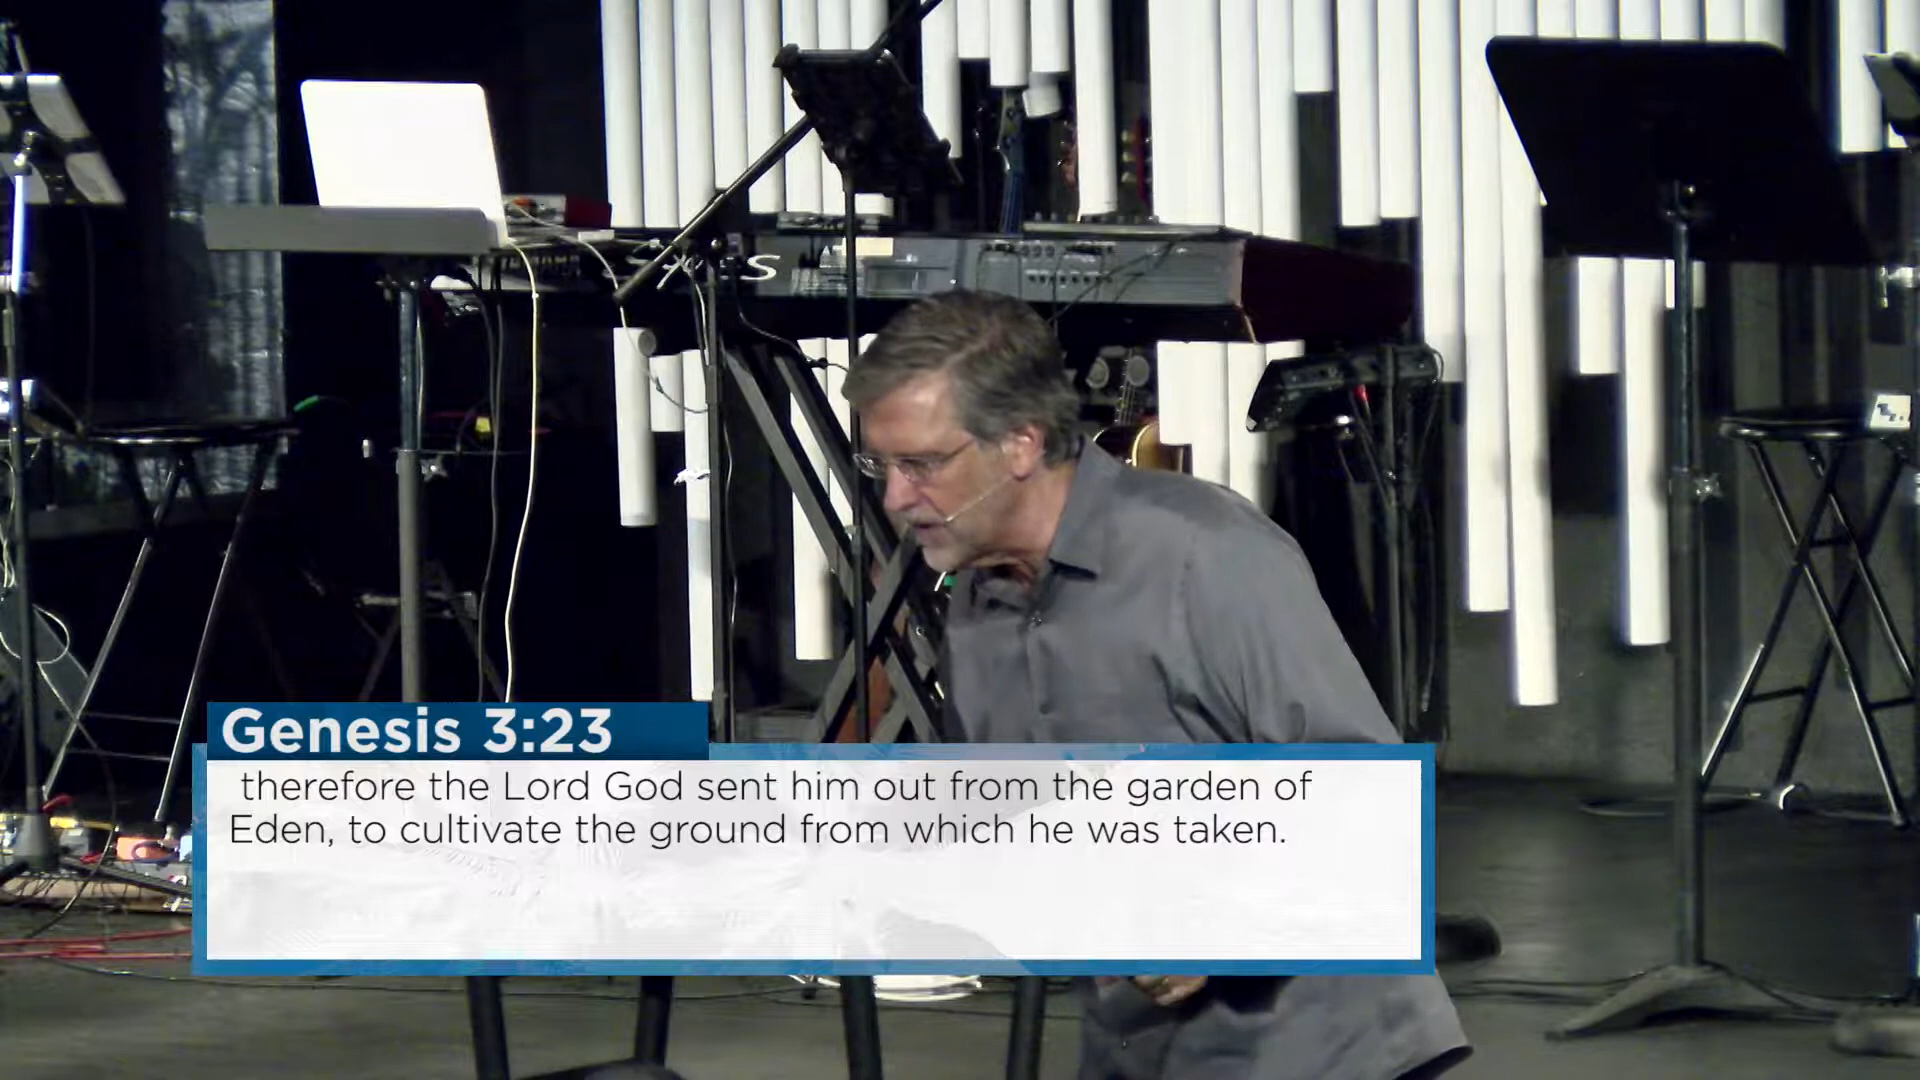 Genesis 3:23
therefore the Lord God sent him out from the garden of
Eden, to cultivate the ground from which he was taken.